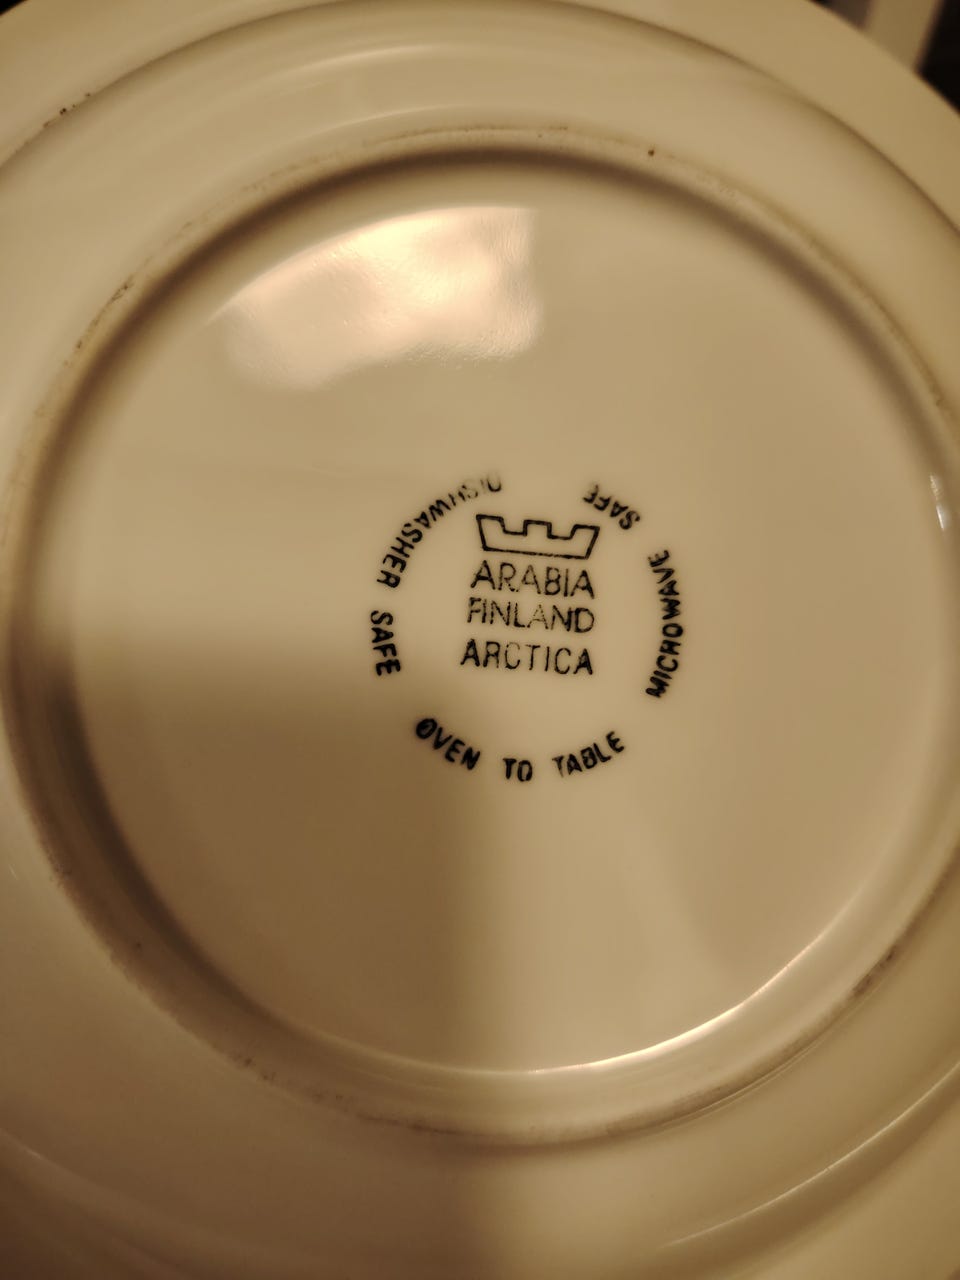 ARABIA
FINLAND
ARCTICA
DISHWASHER SAFE
OVEN TO TABLE
MICROWAVE SAFE